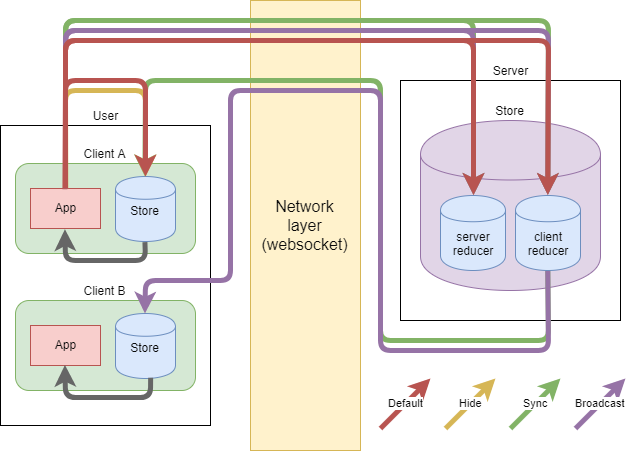 Server
Store
User
Client A
App
Store
Network
layer
(websocket)
server
reducer
client
reducer
Client B
App
Store
Default
Hide
Sync
Broadcast